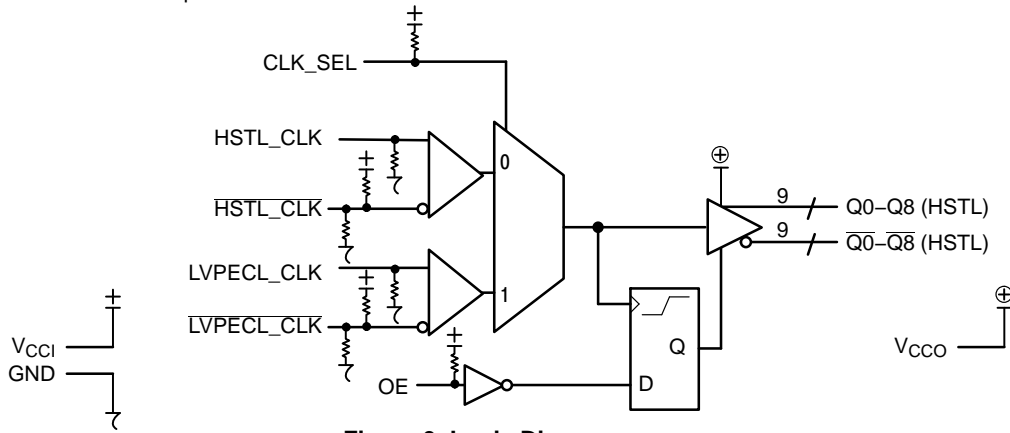 CLK_SEL
HSTL_CLK
0
HSTL_CLK
9
Q0–Q8 (HSTL)
9
Q0–Q8 (HSTL)
LVPECL_CLK
1
LVPECL_CLK
VCCI
GND
Q
VCCO
OE
D